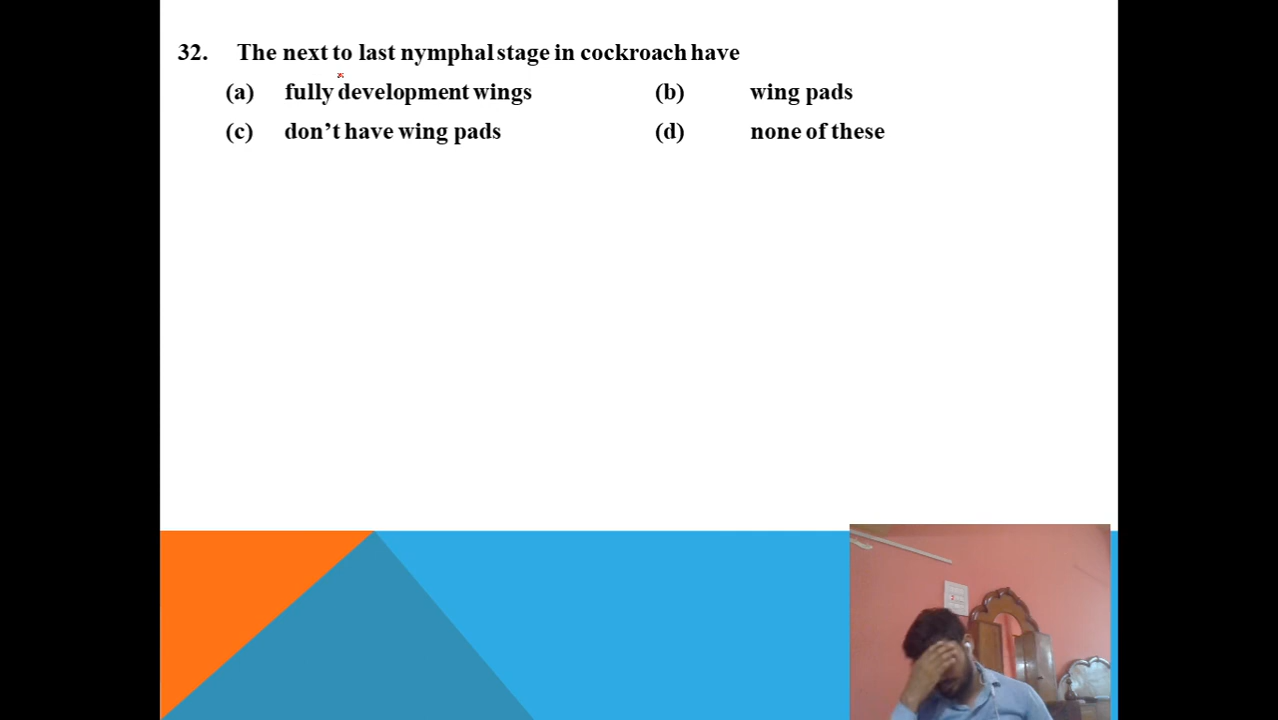 32. The next to last nymphal stage in cockroach have
(a) fully development wings (b) wing pads
(c) don't have wing pads (d) none of these